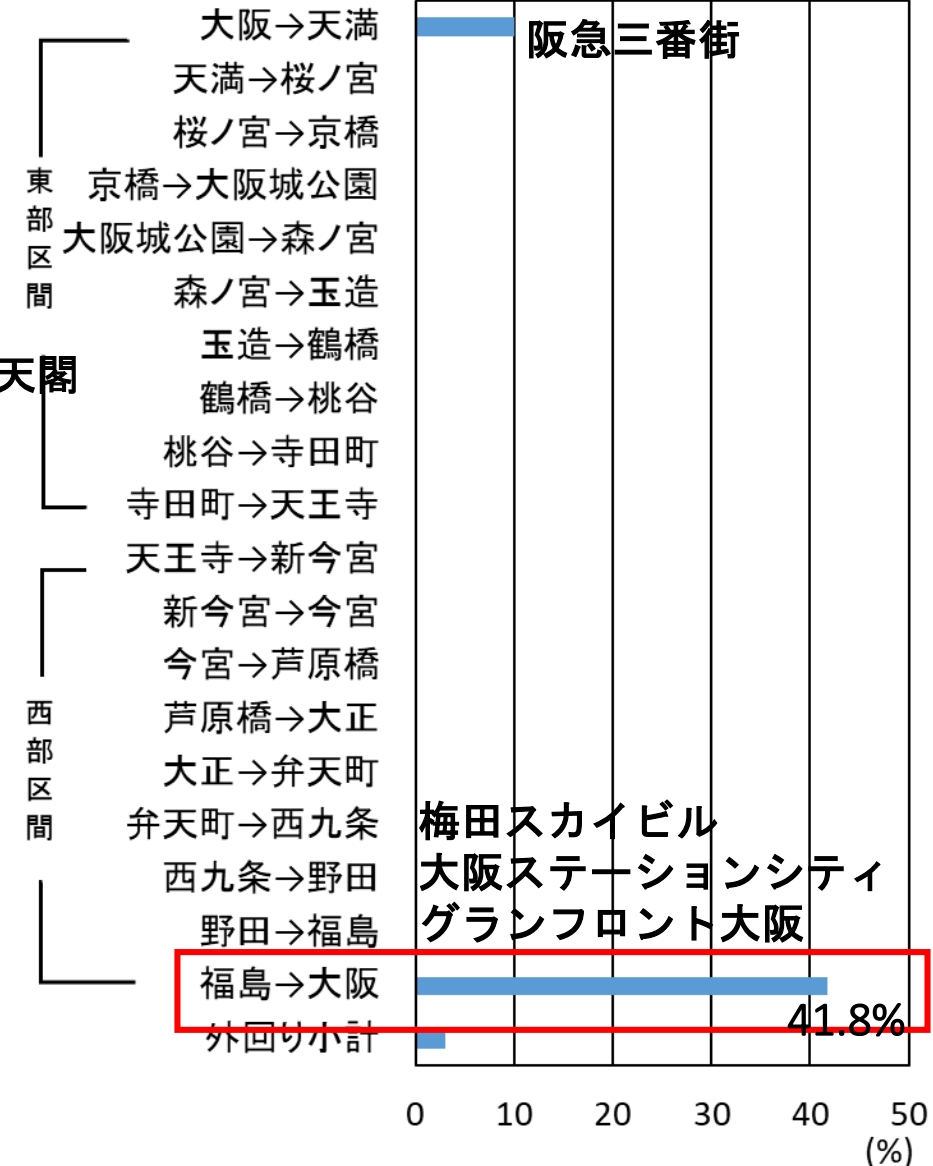 大阪→天満
阪急三番街
天満→桜ノ宮
桜ノ宮→京橋
京橋→大阪城公園
大阪城公園→森ノ宮
森ノ宮→玉造
玉造→鶴橋
鶴橋→桃谷
桃谷→寺田町
寺田町→天王寺
東部区間
天閣
天王寺→新今宮
新今宮→今宮
今宮→芦原橋
芦原橋→大正
大正→弁天町
弁天町→西九条
西九条→野田
野田→福島
福島→大阪
外回り小計
西部区間
梅田スカイビル
大阪ステーションシティ
グランフロント大阪
41.8%
0 10 20 30 40 50
(%)